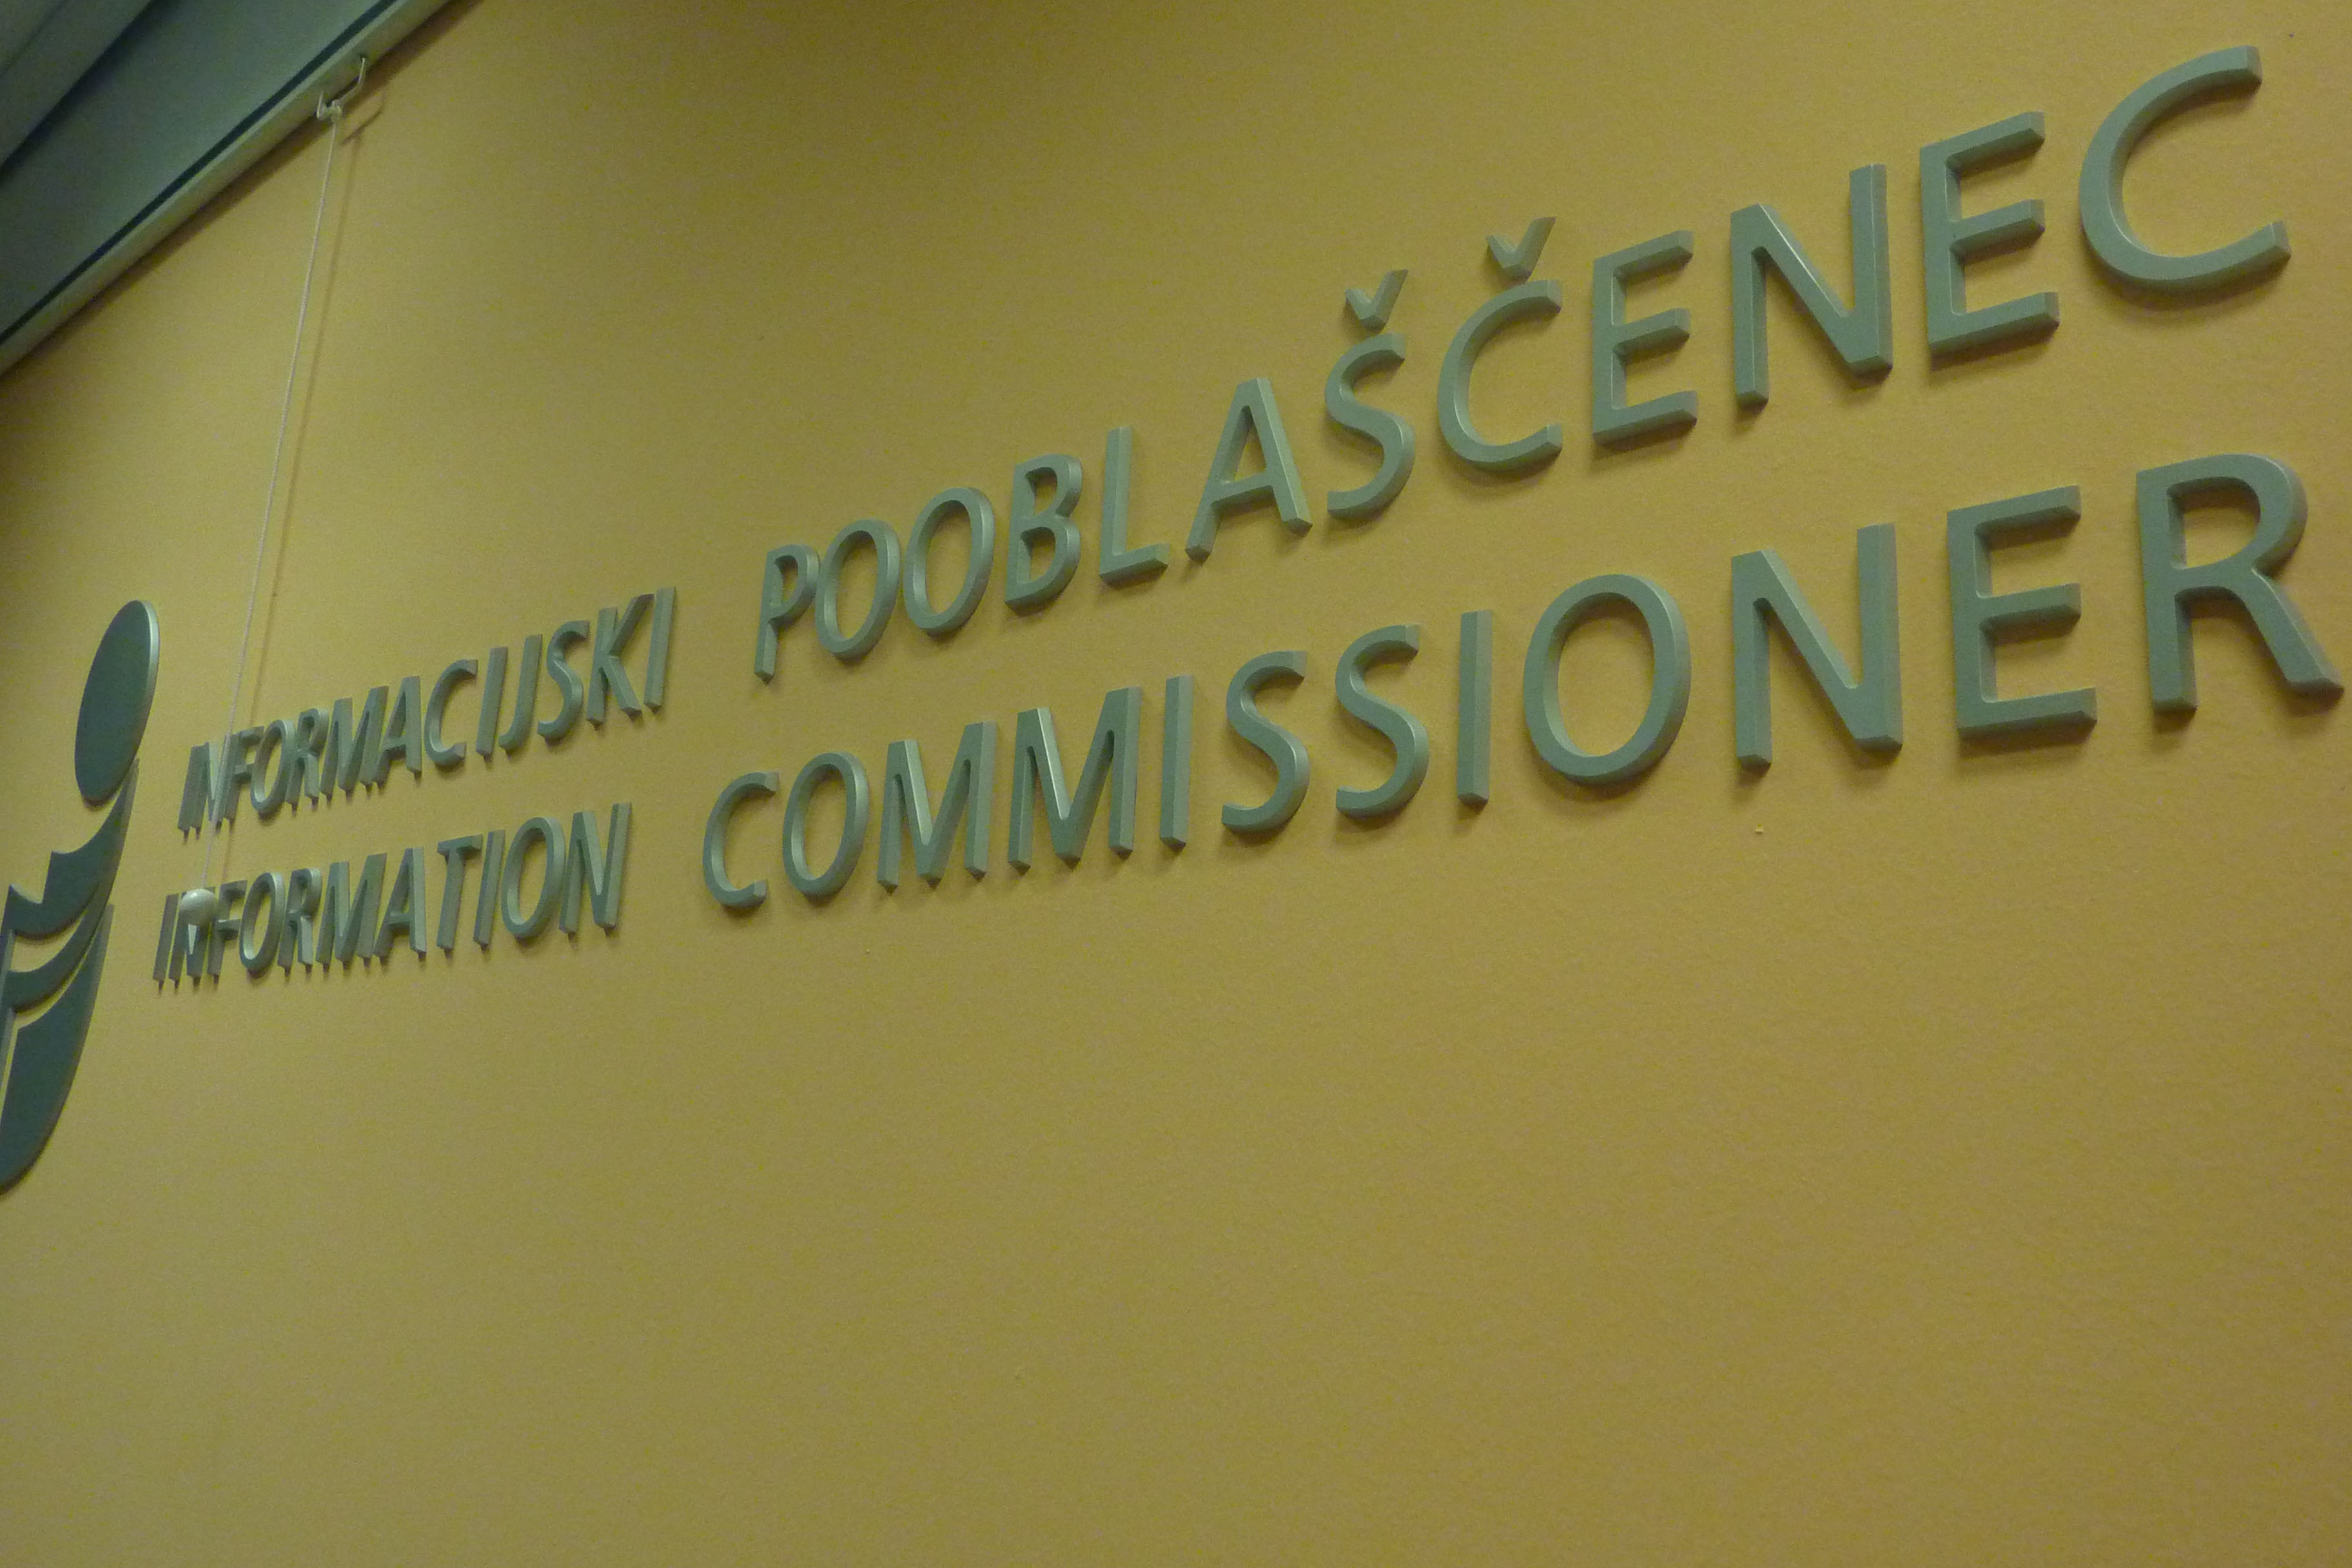 INFORMACIJSKI POOBLAŠČENEC
INFORMATION COMMISSIONER